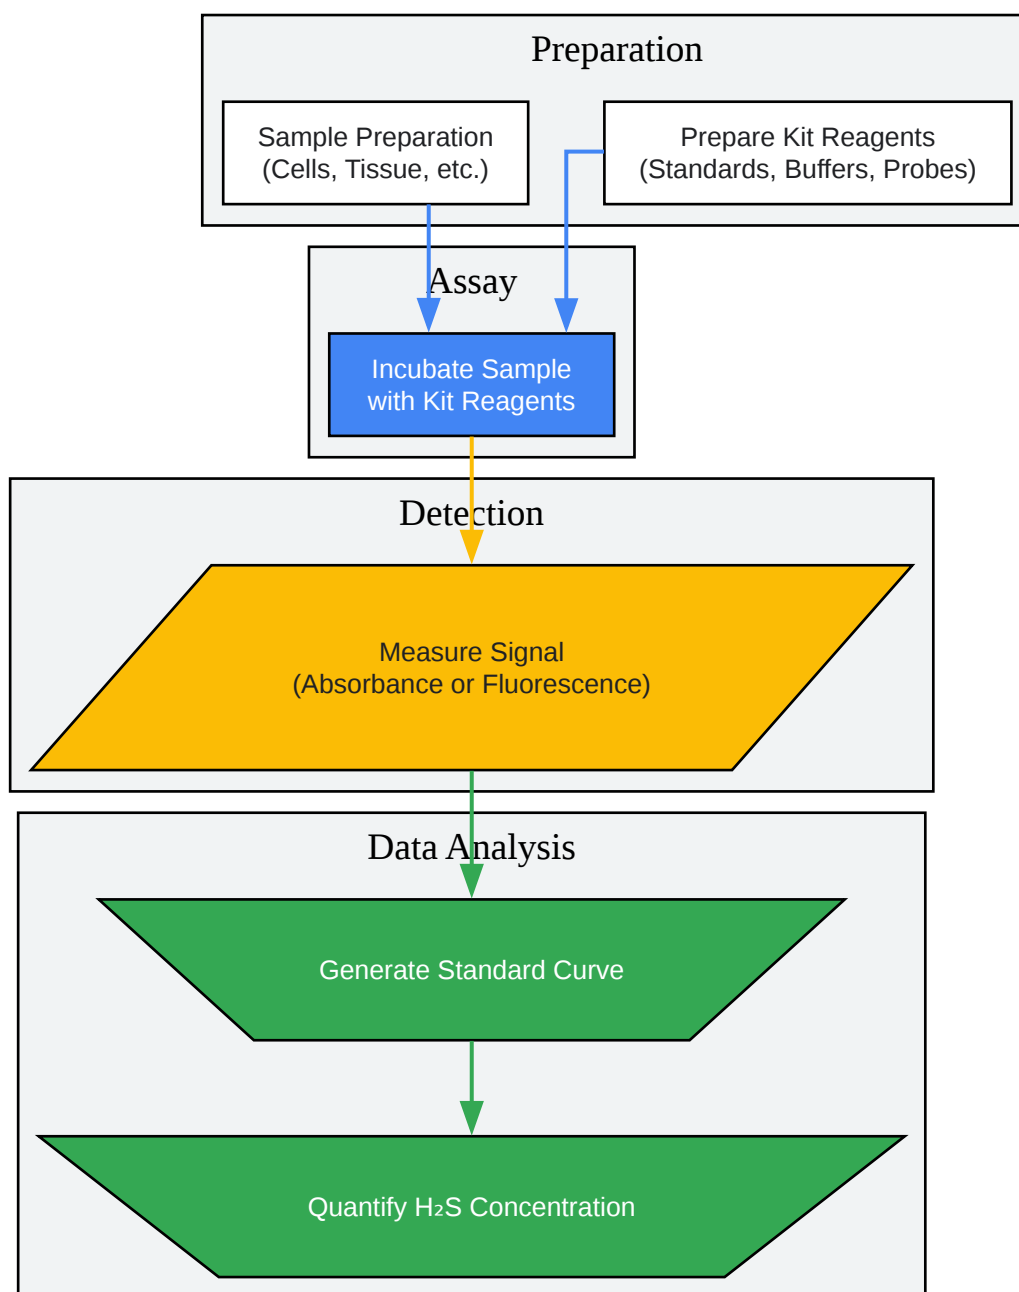 Preparation
Sample Preparation
(Cells, Tissue, etc.)
Prepare Kit Reagents
(Standards, Buffers, Probes)
Assay
Incubate Sample
with Kit Reagents
Detection
Measure Signal
(Absorbance or Fluorescence)
Data Analysis
Generate Standard Curve
Quantify H₂S Concentration